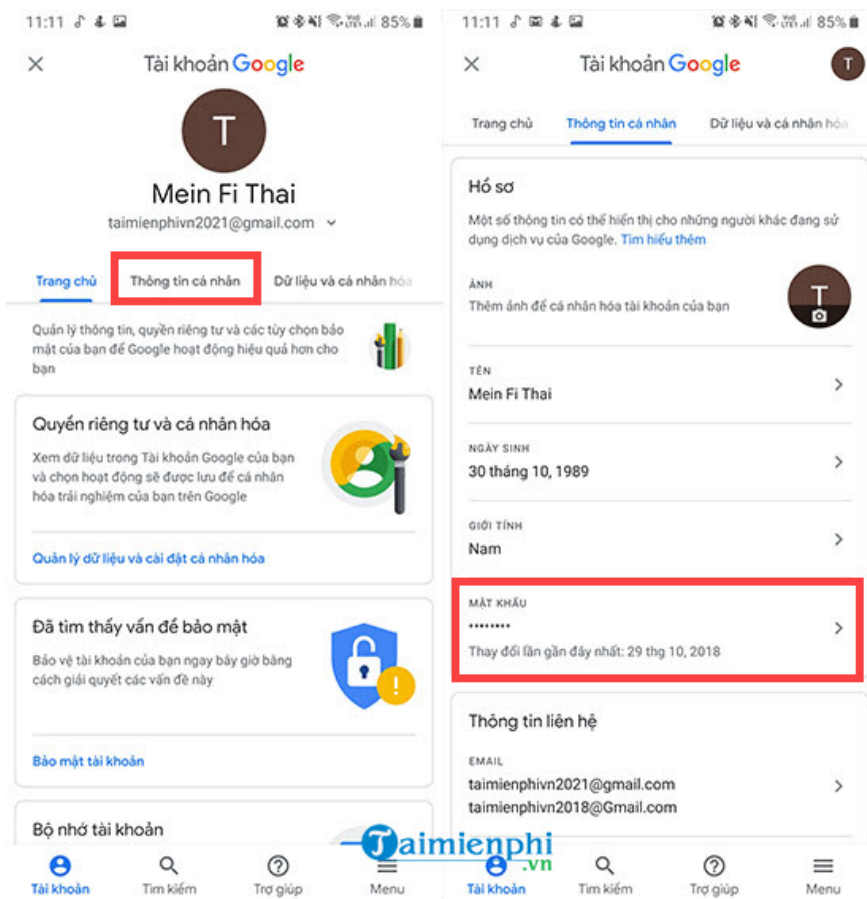 11:11
85%
Tài khoản Google
T
Mein Fi Thai
taimienphivn2021@gmail.com
Trang chủ
Thông tin cá nhân
Dữ liệu và cá nhân hóa
Quản lý thông tin, quyền riêng tư và các tùy chọn bảo
mật của bạn để Google hoạt động hiệu quả hơn cho
bạn
Quyền riêng tư và cá nhân hóa
Xem dữ liệu trong Tài khoản Google của bạn
và chọn hoạt động sẽ được lưu để cá nhân
hóa trải nghiệm của bạn trên Google
Quản lý dữ liệu và cài đặt cá nhân hóa
Đã tìm thấy vấn đề bảo mật
Bảo vệ tài khoản của bạn ngay bây giờ bằng
cách giải quyết các vấn đề này
Bảo mật tài khoản
Bộ nhớ tài khoản
Tài khoản
Tìm kiếm
Trợ giúp
Menu
11:11
85%
Tài khoản Google
T
Trang chủ
Thông tin cá nhân
Dữ liệu và cá nhân hóa
Hồ sơ
Một số thông tin có thể hiển thị cho những người khác đang sử
dụng dịch vụ của Google. Tìm hiểu thêm
ẢNH
Thêm ảnh để cá nhân hóa tài khoản của bạn
T
TÊN
Mein Fi Thai
NGÀY SINH
30 tháng 10, 1989
GIỚI TÍNH
Nam
MẬT KHẨU
••••••••
Thay đổi lần gần đây nhất: 29 thg 10, 2018
Thông tin liên hệ
EMAIL
taimienphivn2021@gmail.com
taimienphivn2018@Gmail.com
Tài khoản
Tìm kiếm
Trợ giúp
Menu
Taimienphi
.vn